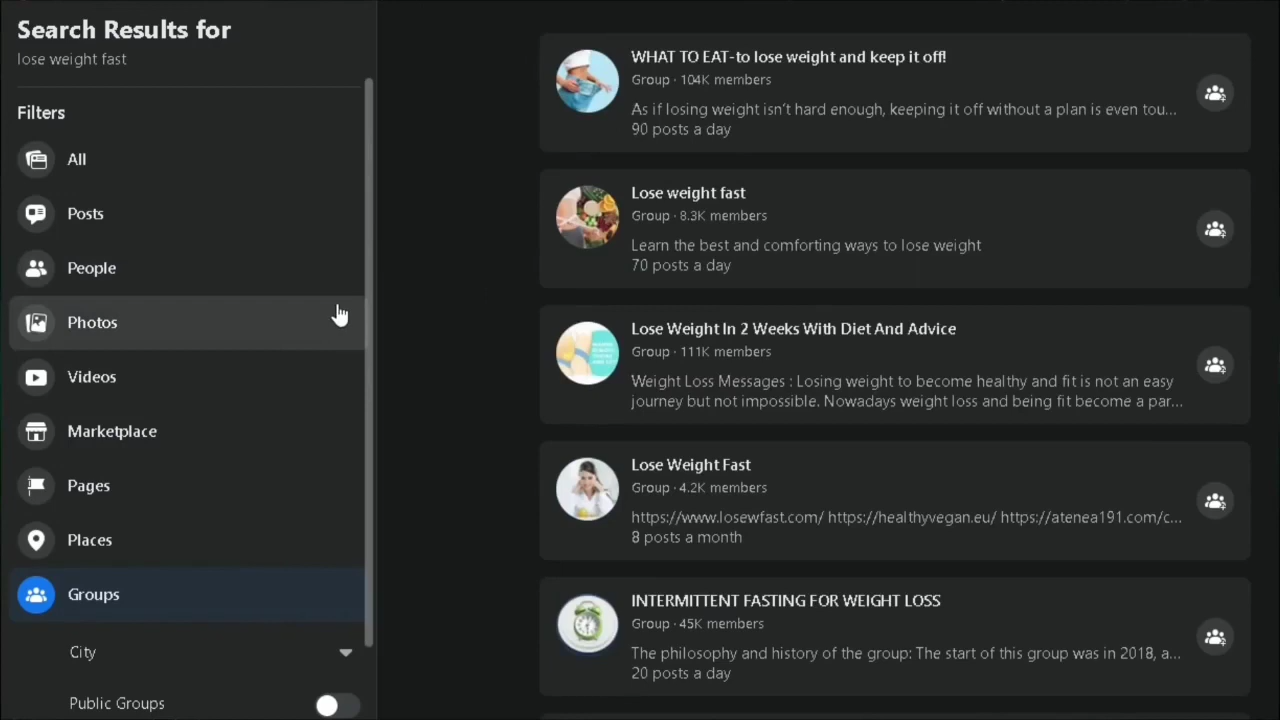 Search Results for
lose weight fast
Filters
All
Posts
People
Photos
Videos
Marketplace
Pages
Places
Groups
City
Public Groups
WHAT TO EAT-to lose weight and keep it off!
Group · 104K members
As if losing weight isn't hard enough, keeping it off without a plan is even tou...
90 posts a day
Lose weight fast
Group · 8.3K members
Learn the best and comforting ways to lose weight
70 posts a day
Lose Weight In 2 Weeks With Diet And Advice
Group · 111K members
Weight Loss Messages : Losing weight to become healthy and fit is not an easy
journey but not impossible. Nowadays weight loss and being fit become a par...
Lose Weight Fast
Group · 4.2K members
https://www.losewfast.com/ https://healthyvegan.eu/ https://atenea191.com/c...
8 posts a month
INTERMITTENT FASTING FOR WEIGHT LOSS
Group · 45K members
The philosophy and history of the group: The start of this group was in 2018, a...
20 posts a day